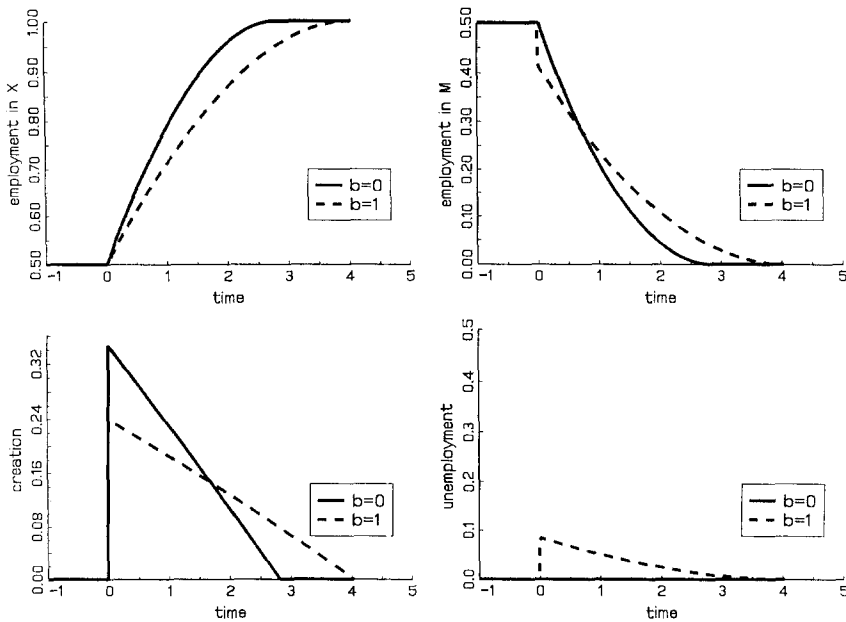 employment in X
1.00
0.90
0.80
0.70
0.60
0.50
-1 0 1 2 3 4 5
time
b=0
b=1
employment in M
0.50
0.40
0.30
0.20
0.10
0.00
-1 0 1 2 3 4 5
time
b=0
b=1
creation
0.32
0.24
0.16
0.08
0.00
-1 0 1 2 3 4 5
time
b=0
b=1
unemployment
0.5
0.4
0.3
0.2
0.1
0.0
-1 0 1 2 3 4 5
time
b=0
b=1